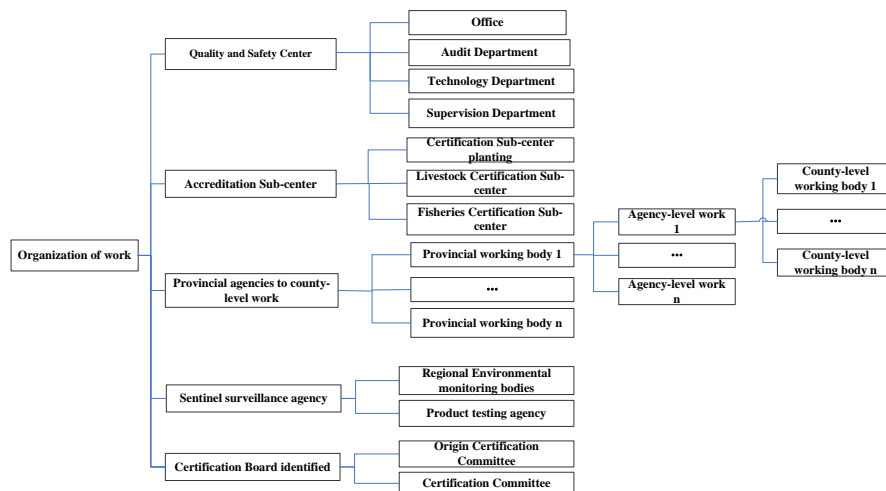 Organization of work
Quality and Safety Center
Office
Audit Department
Technology Department
Supervision Department
Accreditation Sub-center
Certification Sub-center
planting
Livestock Certification Sub-
center
Fisheries Certification Sub-
center
Provincial agencies to county-
level work
Provincial working body 1
...
Provincial working body n
Agency-level work
1
...
Agency-level work
n
County-level
working body 1
...
County-level
working body n
Sentinel surveillance agency
Regional Environmental
monitoring bodies
Product testing agency
Certification Board identified
Origin Certification
Committee
Certification Committee